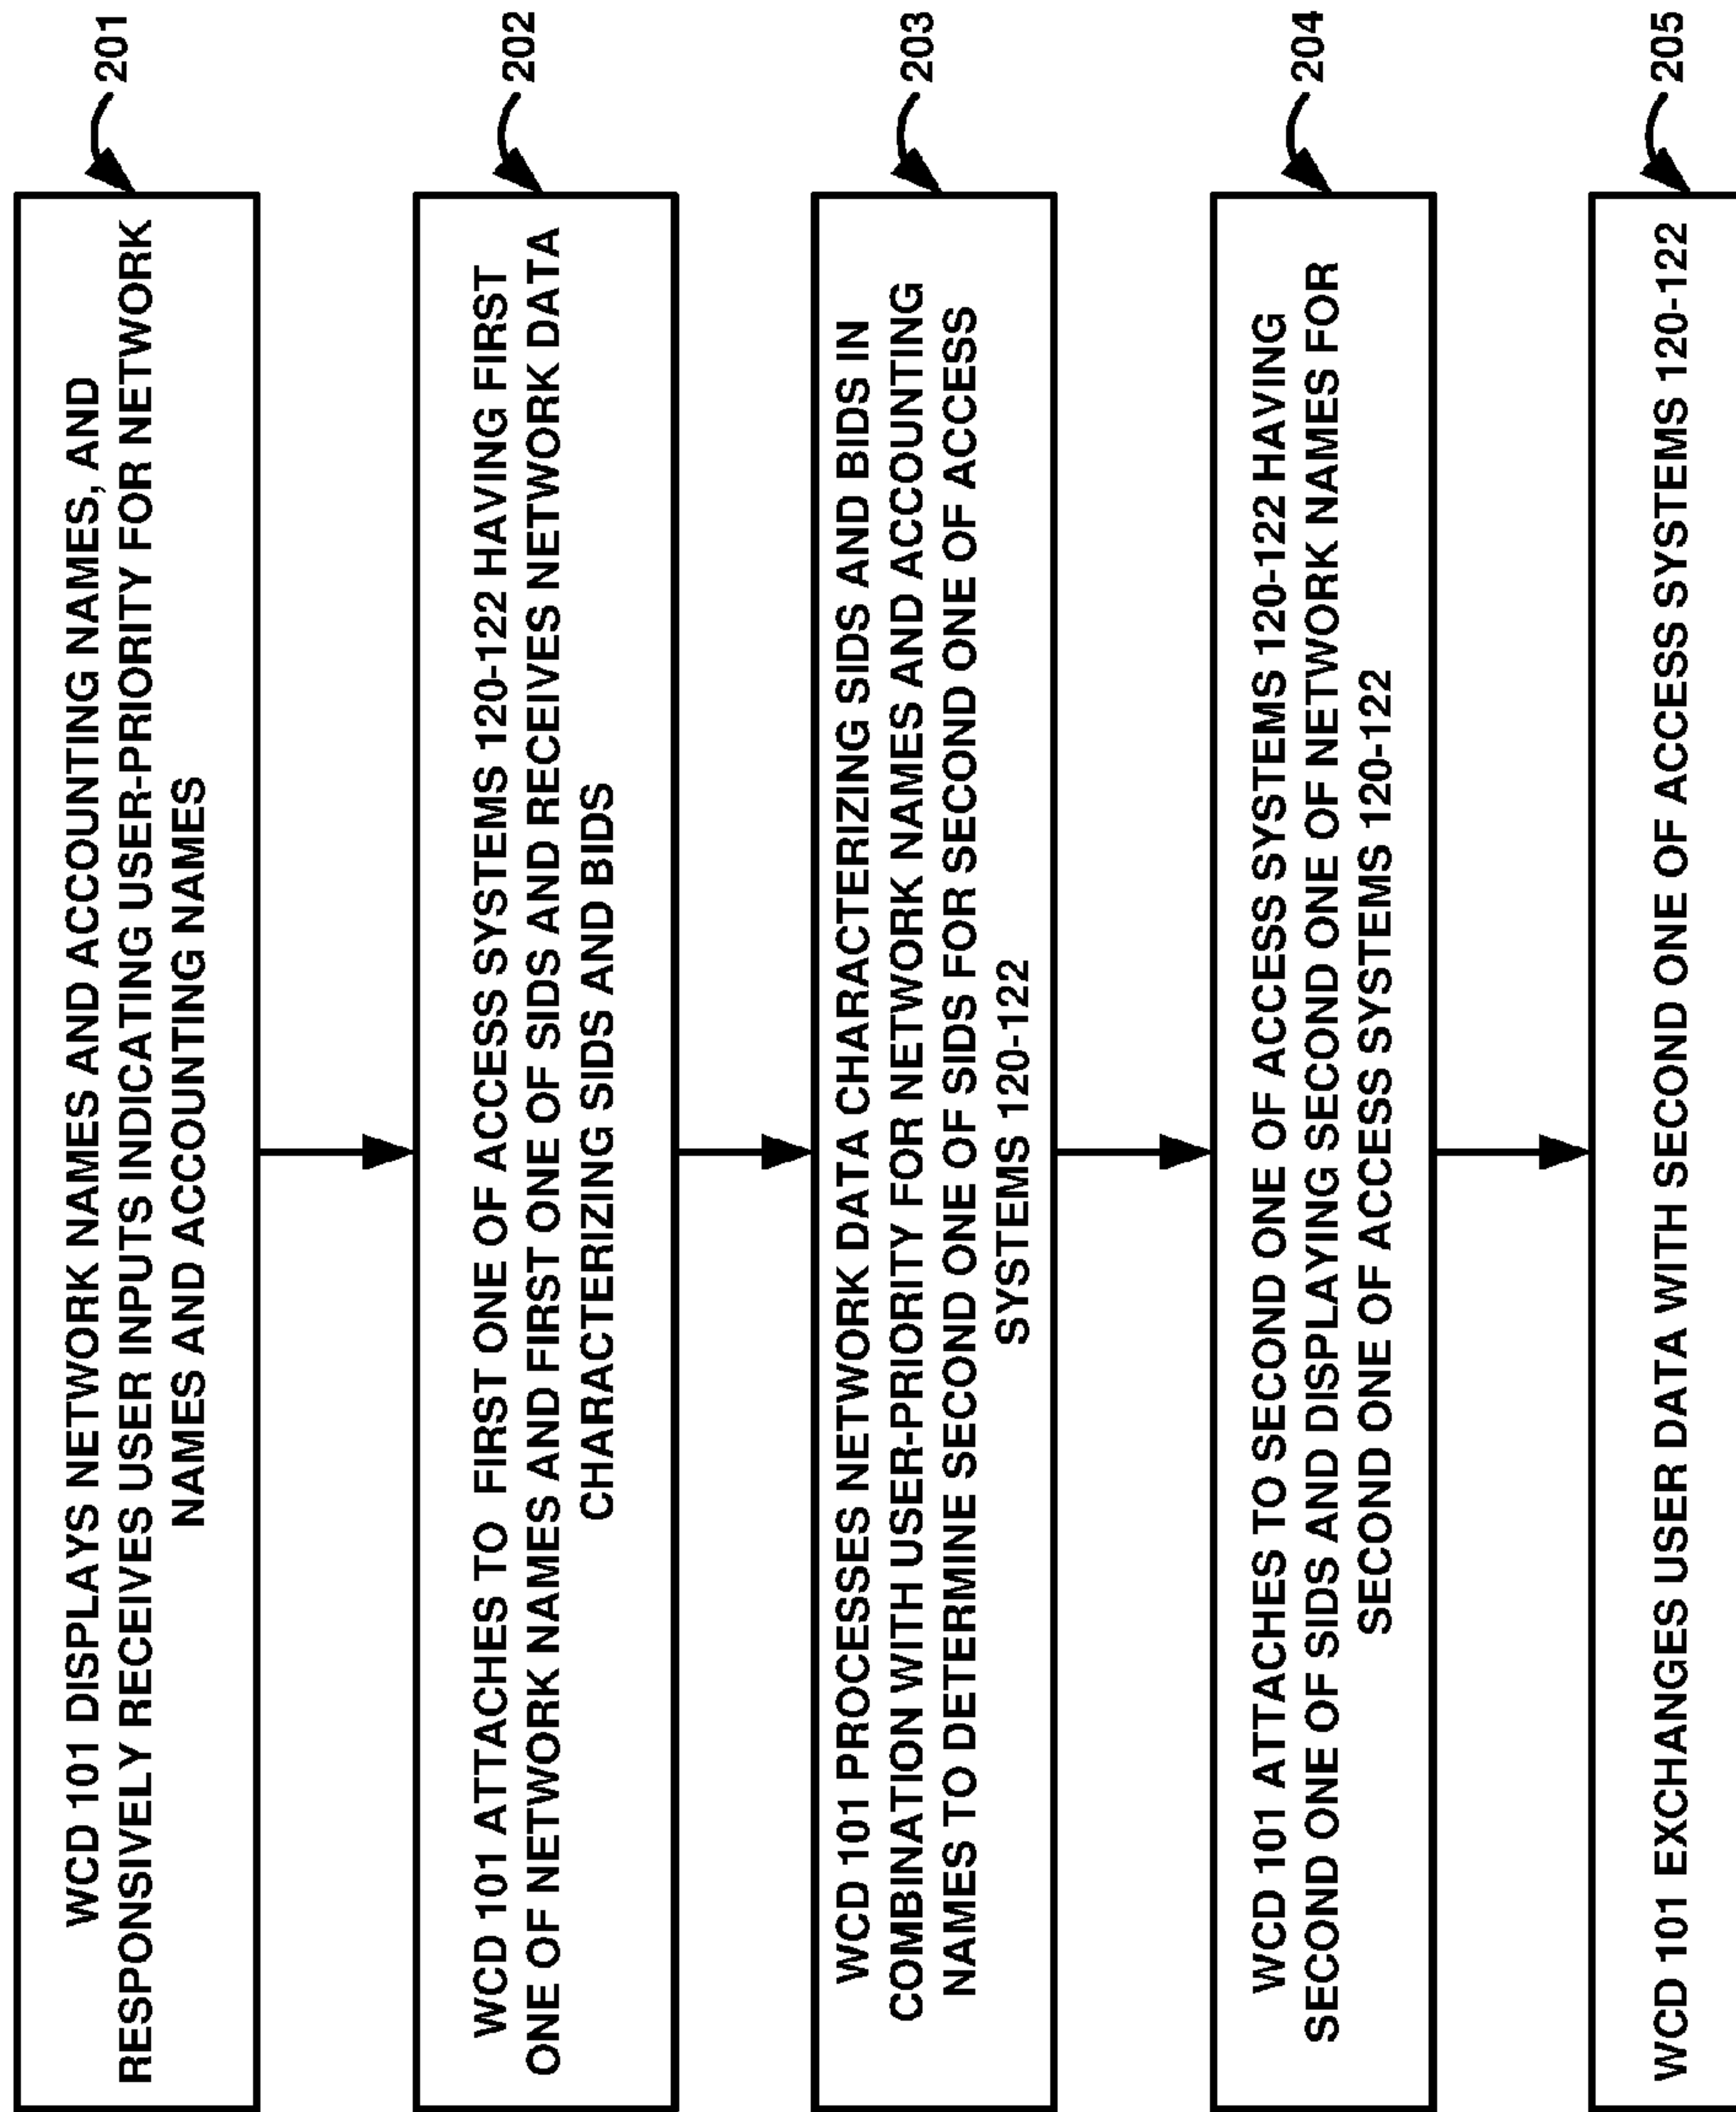 WCD 101 DISPLAYS NETWORK NAMES AND ACCOUNTING NAMES, AND
RESPONSIVELY RECEIVES USER INPUTS INDICATING USER-PRIORITY FOR NETWORK
NAMES AND ACCOUNTING NAMES
201
WCD 101 ATTACHES TO FIRST ONE OF ACCESS SYSTEMS 120-122 HAVING FIRST
ONE OF NETWORK NAMES AND FIRST ONE OF SIDS AND RECEIVES NETWORK DATA
CHARACTERIZING SIDS AND BIDS
202
WCD 101 PROCESSES NETWORK DATA CHARACTERIZING SIDS AND BIDS IN
COMBINATION WITH USER-PRIORITY FOR NETWORK NAMES AND ACCOUNTING
NAMES TO DETERMINE SECOND ONE OF SIDS FOR SECOND ONE OF ACCESS
SYSTEMS 120-122
203
WCD 101 ATTACHES TO SECOND ONE OF ACCESS SYSTEMS 120-122 HAVING
SECOND ONE OF SIDS AND DISPLAYING SECOND ONE OF NETWORK NAMES FOR
SECOND ONE OF ACCESS SYSTEMS 120-122
204
WCD 101 EXCHANGES USER DATA WITH SECOND ONE OF ACCESS SYSTEMS 120-122
205